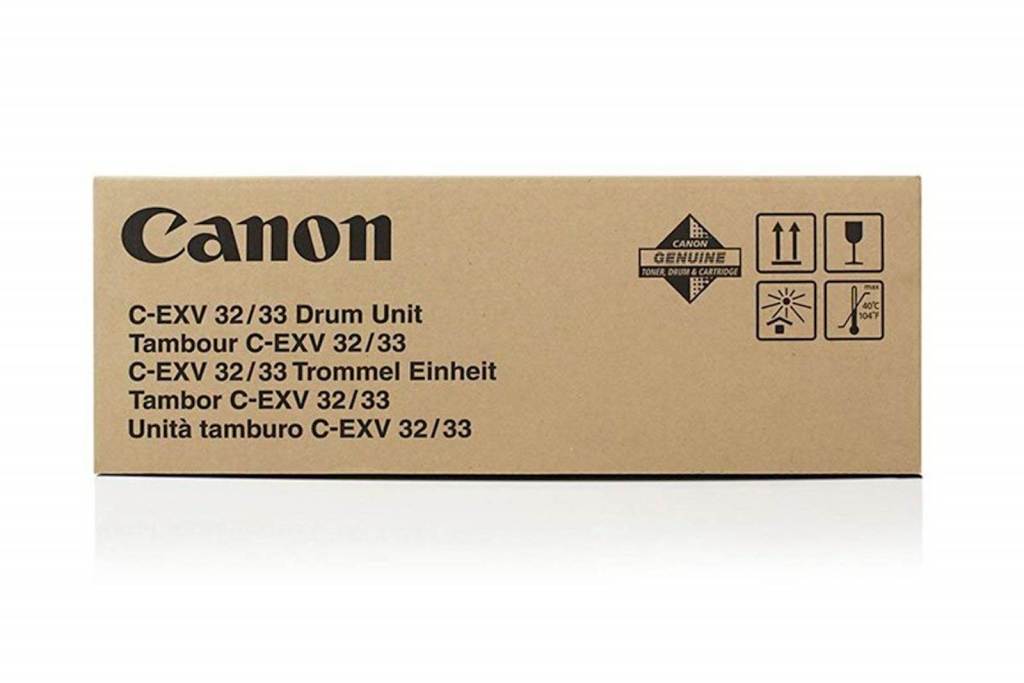 Canon
C-EXV 32/33 Drum Unit
Tambour C-EXV 32/33
C-EXV 32/33 Trommel Einheit
Tambor C-EXV 32/33
Unità tamburo C-EXV 32/33
CANON
GENUINE
TONER, DRUM & CARTRIDGE
max
40°C
104°F